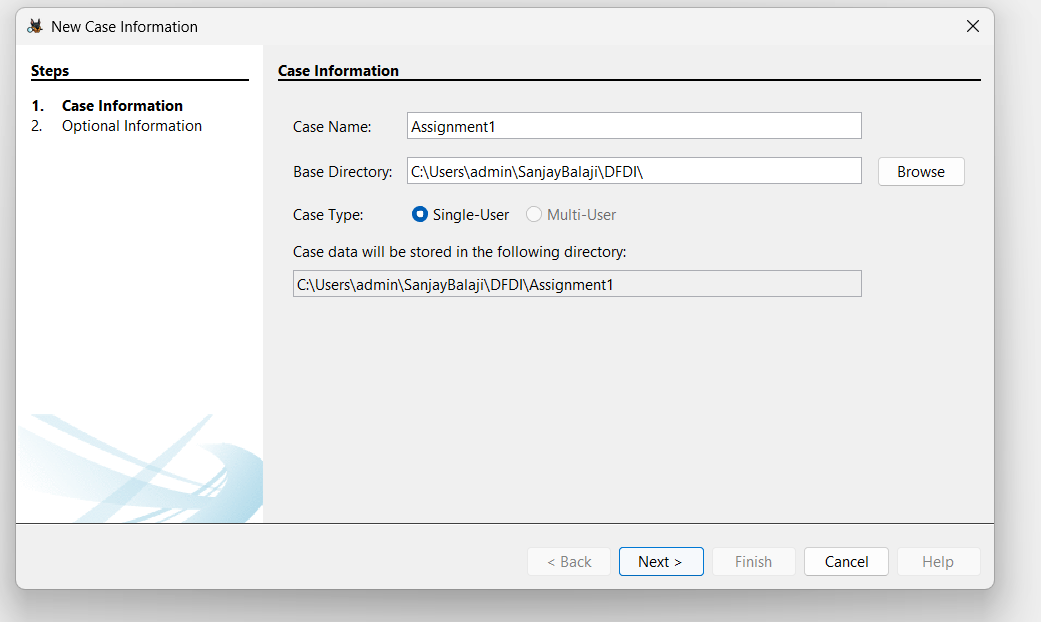 New Case Information
Steps
1. Case Information
2. Optional Information
Case Information
Case Name: Assignment1
Base Directory: C:\Users\admin\SanjayBalaji\DFDI\ Browse
Case Type: Single-User Multi-User
Case data will be stored in the following directory:
C:\Users\admin\SanjayBalaji\DFDI\Assignment1
< Back Next > Finish Cancel Help